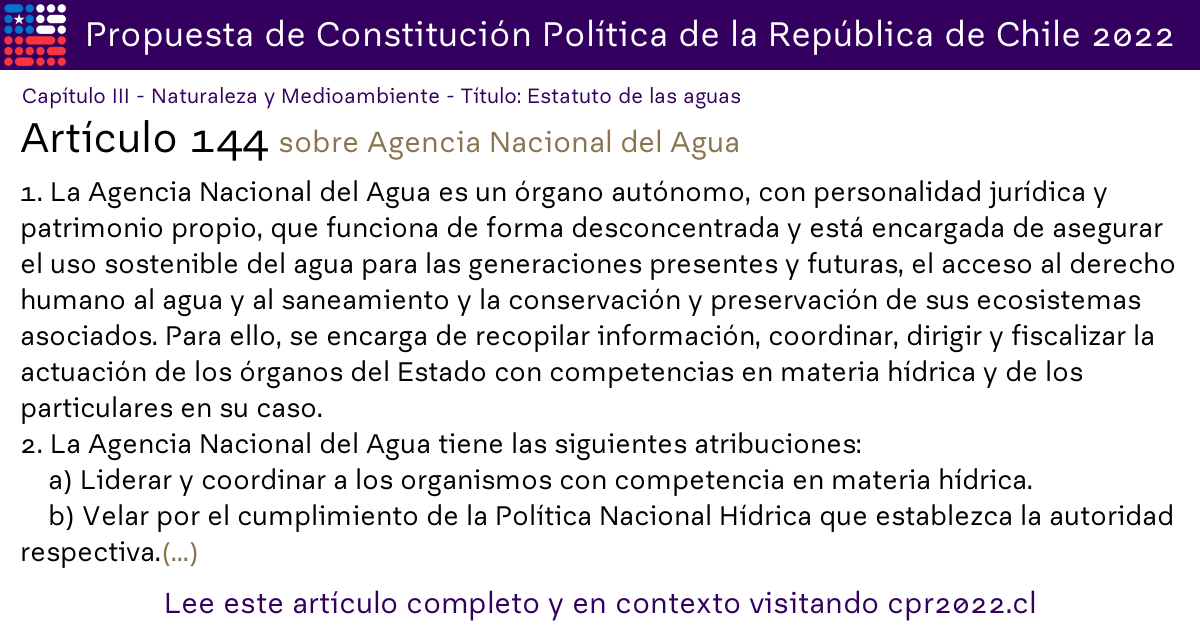 Propuesta de Constitución Política de la República de Chile 2022
Capítulo III - Naturaleza y Medioambiente - Título: Estatuto de las aguas
Artículo 144 sobre Agencia Nacional del Agua
1. La Agencia Nacional del Agua es un órgano autónomo, con personalidad jurídica y
patrimonio propio, que funciona de forma desconcentrada y está encargada de asegurar
el uso sostenible del agua para las generaciones presentes y futuras, el acceso al derecho
humano al agua y al saneamiento y la conservación y preservación de sus ecosistemas
asociados. Para ello, se encarga de recopilar información, coordinar, dirigir y fiscalizar la
actuación de los órganos del Estado con competencias en materia hídrica y de los
particulares en su caso.
2. La Agencia Nacional del Agua tiene las siguientes atribuciones:
a) Liderar y coordinar a los organismos con competencia en materia hídrica.
b) Velar por el cumplimiento de la Política Nacional Hídrica que establezca la autoridad
respectiva.(...)
Lee este artículo completo y en contexto visitando cpr2022.cl